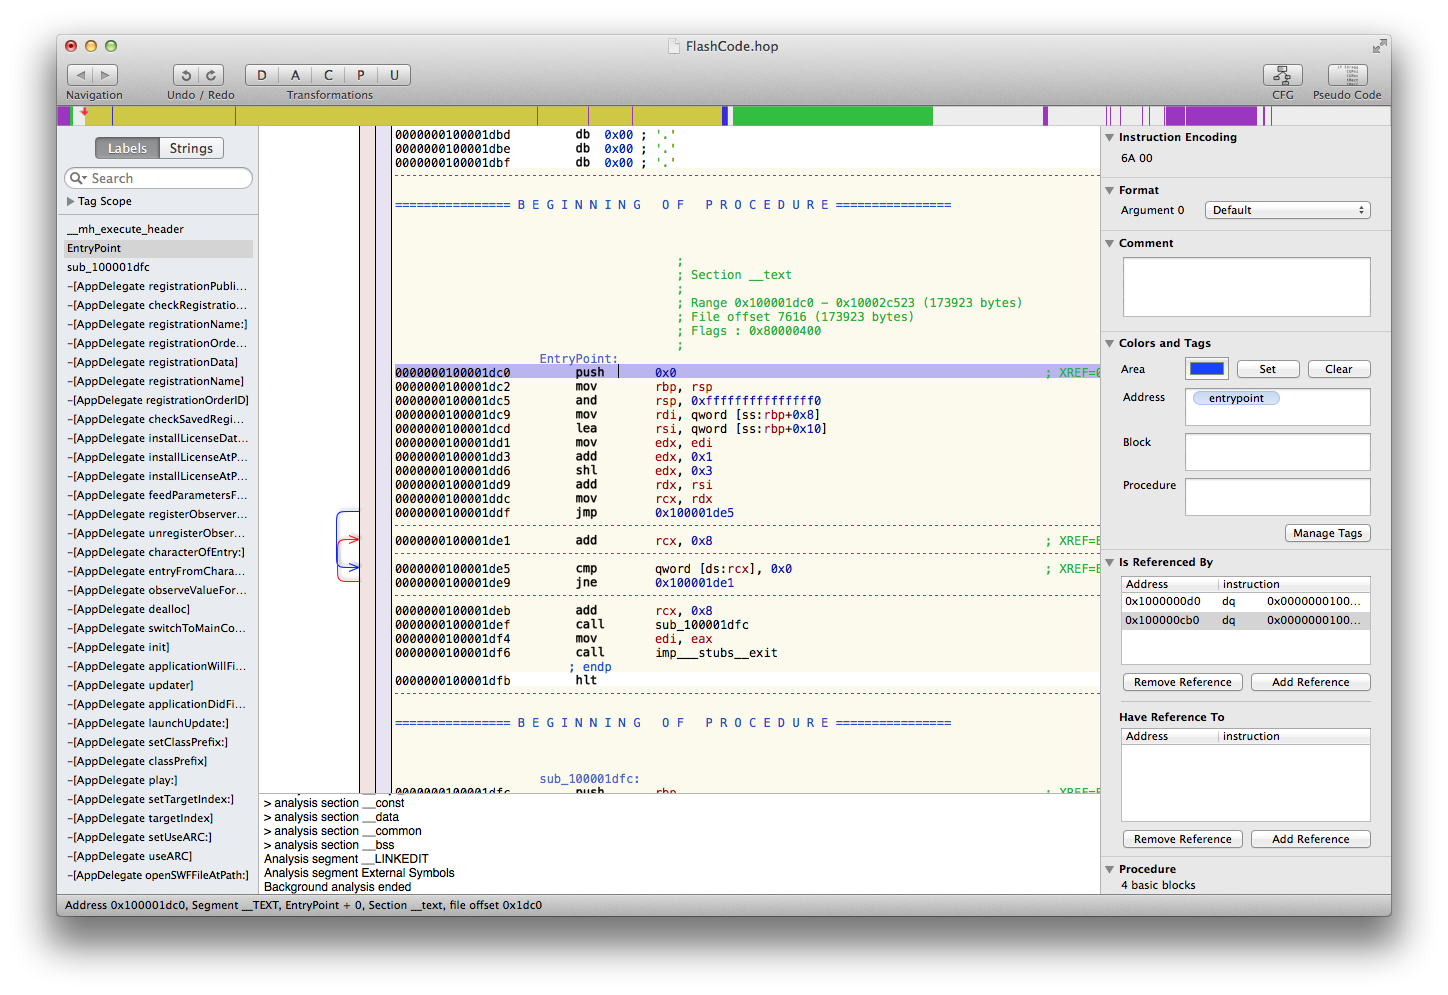 FlashCode.hop
D A C P U
Navigation Undo / Redo Transformations CFG Pseudo Code
Labels Strings
Search
Tag Scope
__mh_execute_header
EntryPoint
sub_100001dfc
-[AppDelegate registrationPubli...
-[AppDelegate checkRegistratio...
-[AppDelegate registrationName:]
-[AppDelegate registrationOrde...
-[AppDelegate registrationData]
-[AppDelegate registrationName]
-[AppDelegate registrationOrderID]
-[AppDelegate checkSavedRegi...
-[AppDelegate installLicenseDat...
-[AppDelegate installLicenseAtP...
-[AppDelegate installLicenseAtP...
-[AppDelegate feedParametersF...
-[AppDelegate registerObserver...
-[AppDelegate unregisterObser...
-[AppDelegate characterOfEntry:]
-[AppDelegate entryFromChara...
-[AppDelegate observeValueFor...
-[AppDelegate dealloc]
-[AppDelegate switchToMainCo...
-[AppDelegate init]
-[AppDelegate applicationWillFi...
-[AppDelegate updater]
-[AppDelegate applicationDidFi...
-[AppDelegate launchUpdate:]
-[AppDelegate setClassPrefix:]
-[AppDelegate classPrefix]
-[AppDelegate play:]
-[AppDelegate setTargetIndex:]
-[AppDelegate targetIndex]
-[AppDelegate setUseARC:]
-[AppDelegate useARC]
-[AppDelegate openSWFFileAtPath:]
0000000100001dbd db 0x00 ; '.'
0000000100001dbe db 0x00 ; '.'
0000000100001dbf db 0x00 ; '.'
================ B E G I N N I N G   O F   P R O C E D U R E ================
;
; Section __text
;
; Range 0x100001dc0 - 0x10002c523 (173923 bytes)
; File offset 7616 (173923 bytes)
; Flags : 0x80000400
;
EntryPoint:
0000000100001dc0 push 0x0 ; XREF=0
0000000100001dc2 mov rbp, rsp
0000000100001dc5 and rsp, 0xfffffffffffffff0
0000000100001dc9 mov rdi, qword [ss:rbp+0x8]
0000000100001dcd lea rsi, qword [ss:rbp+0x10]
0000000100001dd1 mov edx, edi
0000000100001dd3 add edx, 0x1
0000000100001dd6 shl edx, 0x3
0000000100001dd9 add rdx, rsi
0000000100001ddc mov rcx, rdx
0000000100001ddf jmp 0x100001de5
0000000100001de1 add rcx, 0x8 ; XREF=E
0000000100001de5 cmp qword [ds:rcx], 0x0 ; XREF=E
0000000100001de9 jne 0x100001de1
0000000100001deb add rcx, 0x8
0000000100001def call sub_100001dfc
0000000100001df4 mov edi, eax
0000000100001df6 call imp___stubs__exit
; endp
0000000100001dfb hlt
================ B E G I N N I N G   O F   P R O C E D U R E ================
sub_100001dfc:
0000000100001dfc push rbp ; XREF=E
> analysis section __const
> analysis section __data
> analysis section __common
> analysis section __bss
Analysis segment __LINKEDIT
Analysis segment External Symbols
Background analysis ended
Instruction Encoding
6A 00
Format
Argument 0 Default
Comment
Colors and Tags
Area Set Clear
Address entrypoint
Block
Procedure
Manage Tags
Is Referenced By
Address instruction
0x1000000d0 dq 0x0000000100...
0x100000cb0 dq 0x0000000100...
Remove Reference Add Reference
Have Reference To
Address instruction
Remove Reference Add Reference
Procedure
4 basic blocks
Address 0x100001dc0, Segment __TEXT, EntryPoint + 0, Section __text, file offset 0x1dc0